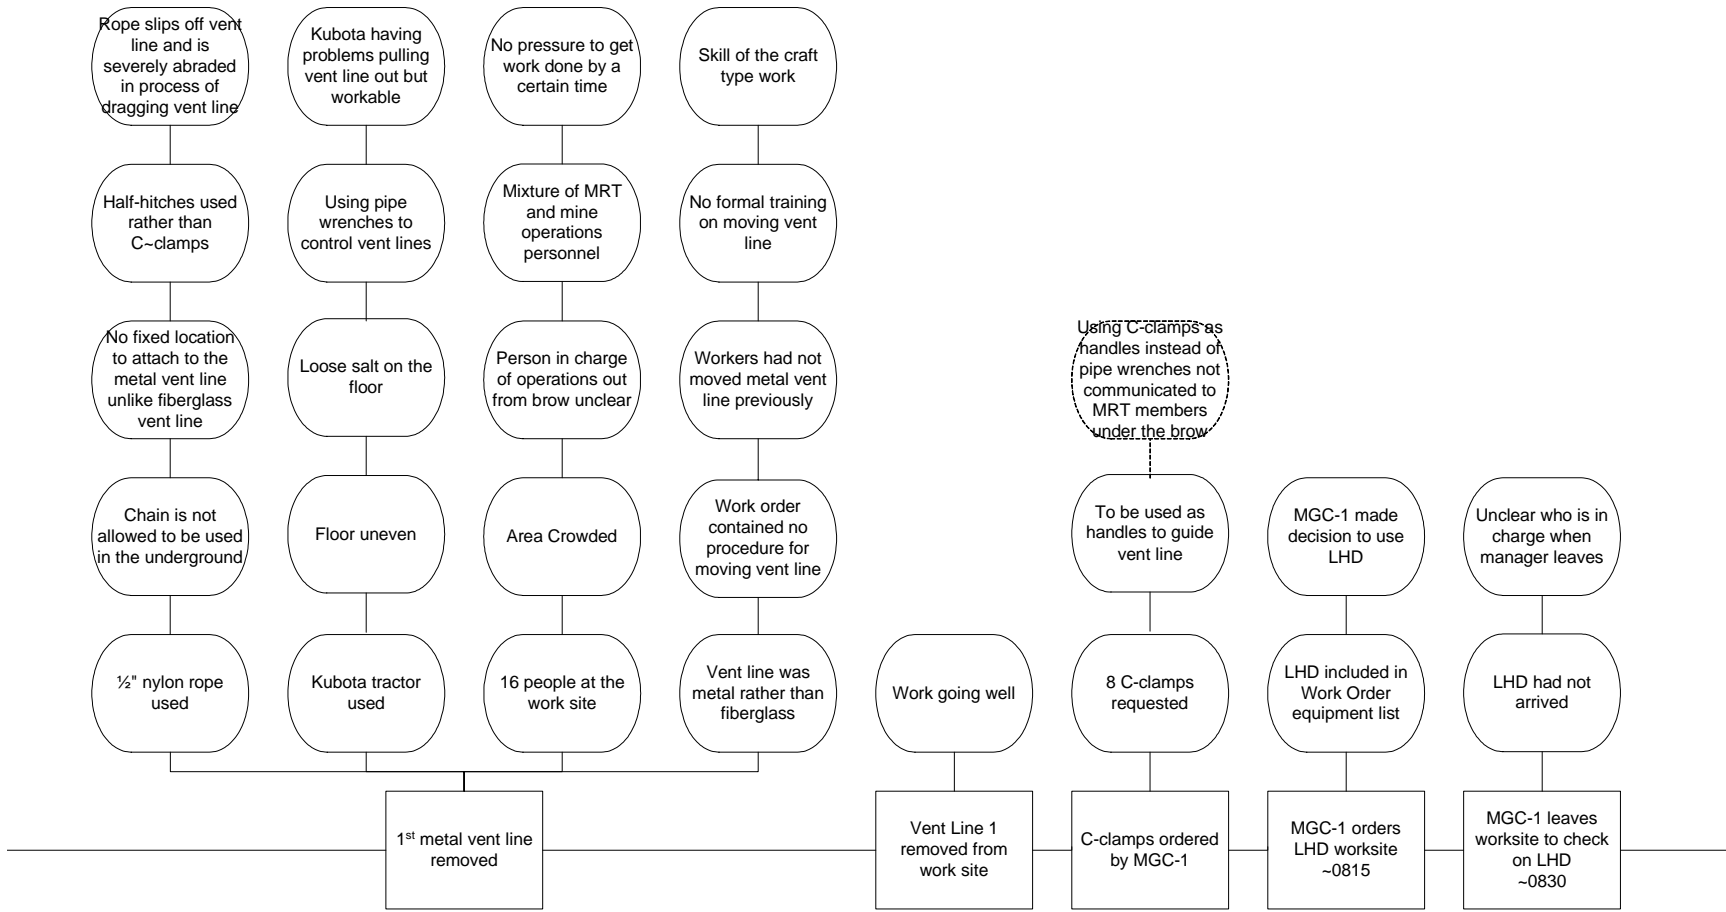 Rope slips off vent
line and is
severely abraded
in process of
dragging vent line
Kubota having
problems pulling
vent line out but
workable
No pressure to get
work done by a
certain time
Skill of the craft
type work
Half-hitches used
rather than
C~clamps
Using pipe
wrenches to
control vent lines
Mixture of MRT
and mine
operations
personnel
No formal training
on moving vent
line
No fixed location
to attach to the
metal vent line
unlike fiberglass
vent line
Loose salt on the
floor
Person in charge
of operations out
from brow unclear
Workers had not
moved metal vent
line previously
Using C-clamps as
handles instead of
pipe wrenches not
communicated to
MRT members
under the brow
Chain is not
allowed to be used
in the underground
Floor uneven
Area Crowded
Work order
contained no
procedure for
moving vent line
To be used as
handles to guide
vent line
MGC-1 made
decision to use
LHD
Unclear who is in
charge when
manager leaves
½" nylon rope
used
Kubota tractor
used
16 people at the
work site
Vent line was
metal rather than
fiberglass
Work going well
8 C-clamps
requested
LHD included in
Work Order
equipment list
LHD had not
arrived
1st metal vent line
removed
Vent Line 1
removed from
work site
C-clamps ordered
by MGC-1
MGC-1 orders
LHD worksite
~0815
MGC-1 leaves
worksite to check
on LHD
~0830